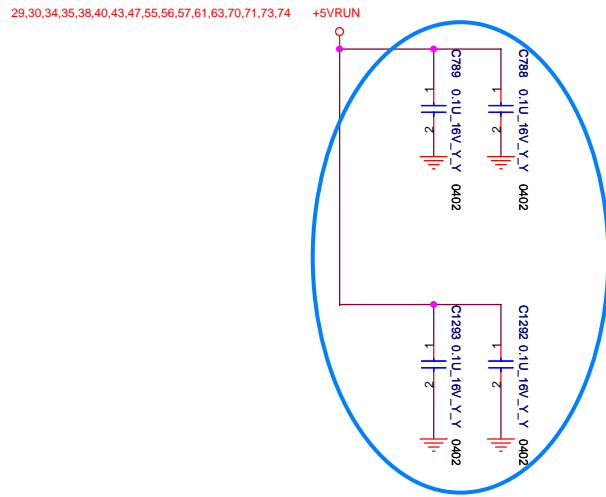 29,30,34,35,38,40,43,47,55,56,57,61,63,70,71,73,74 +5VRUN
C789 0.1U_16V_Y_Y 0402
1
2
C788 0.1U_16V_Y_Y 0402
1
2
C1293 0.1U_16V_Y_Y 0402
1
2
C1292 0.1U_16V_Y_Y 0402
1
2